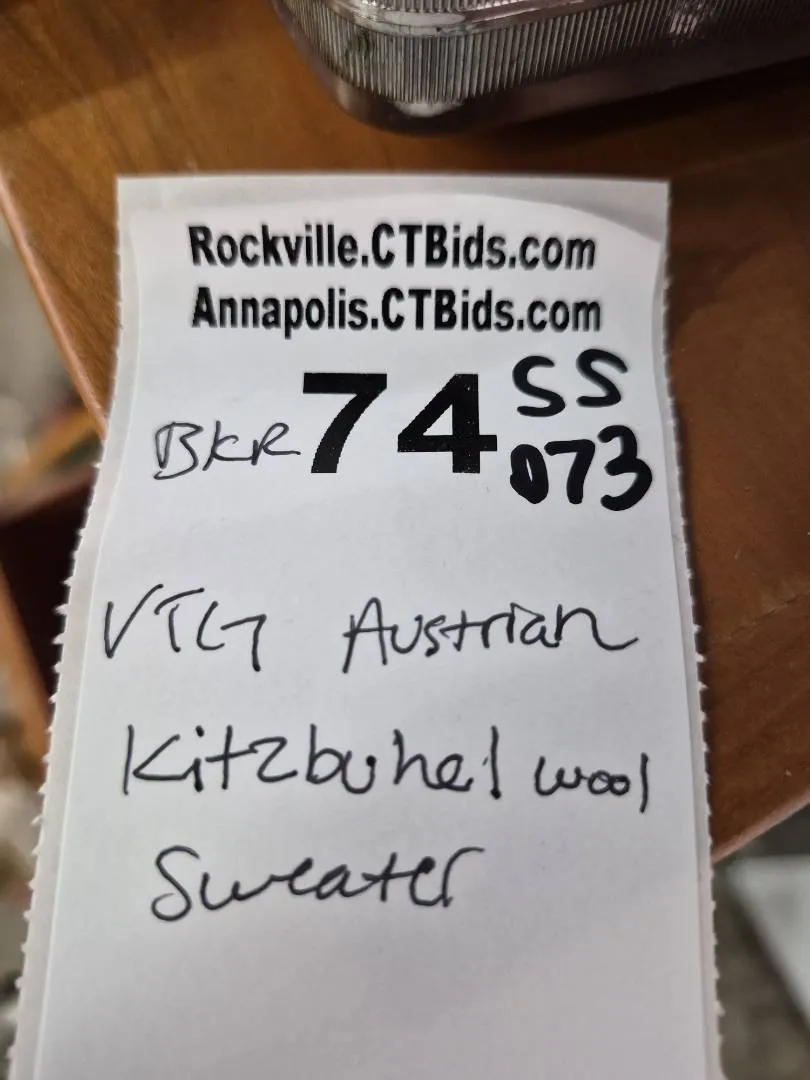 Rockville.CTBids.com
Annapolis.CTBids.com
BKR 74 SS
073
VTG Austrian
Kitzbuhel wool
Sweater